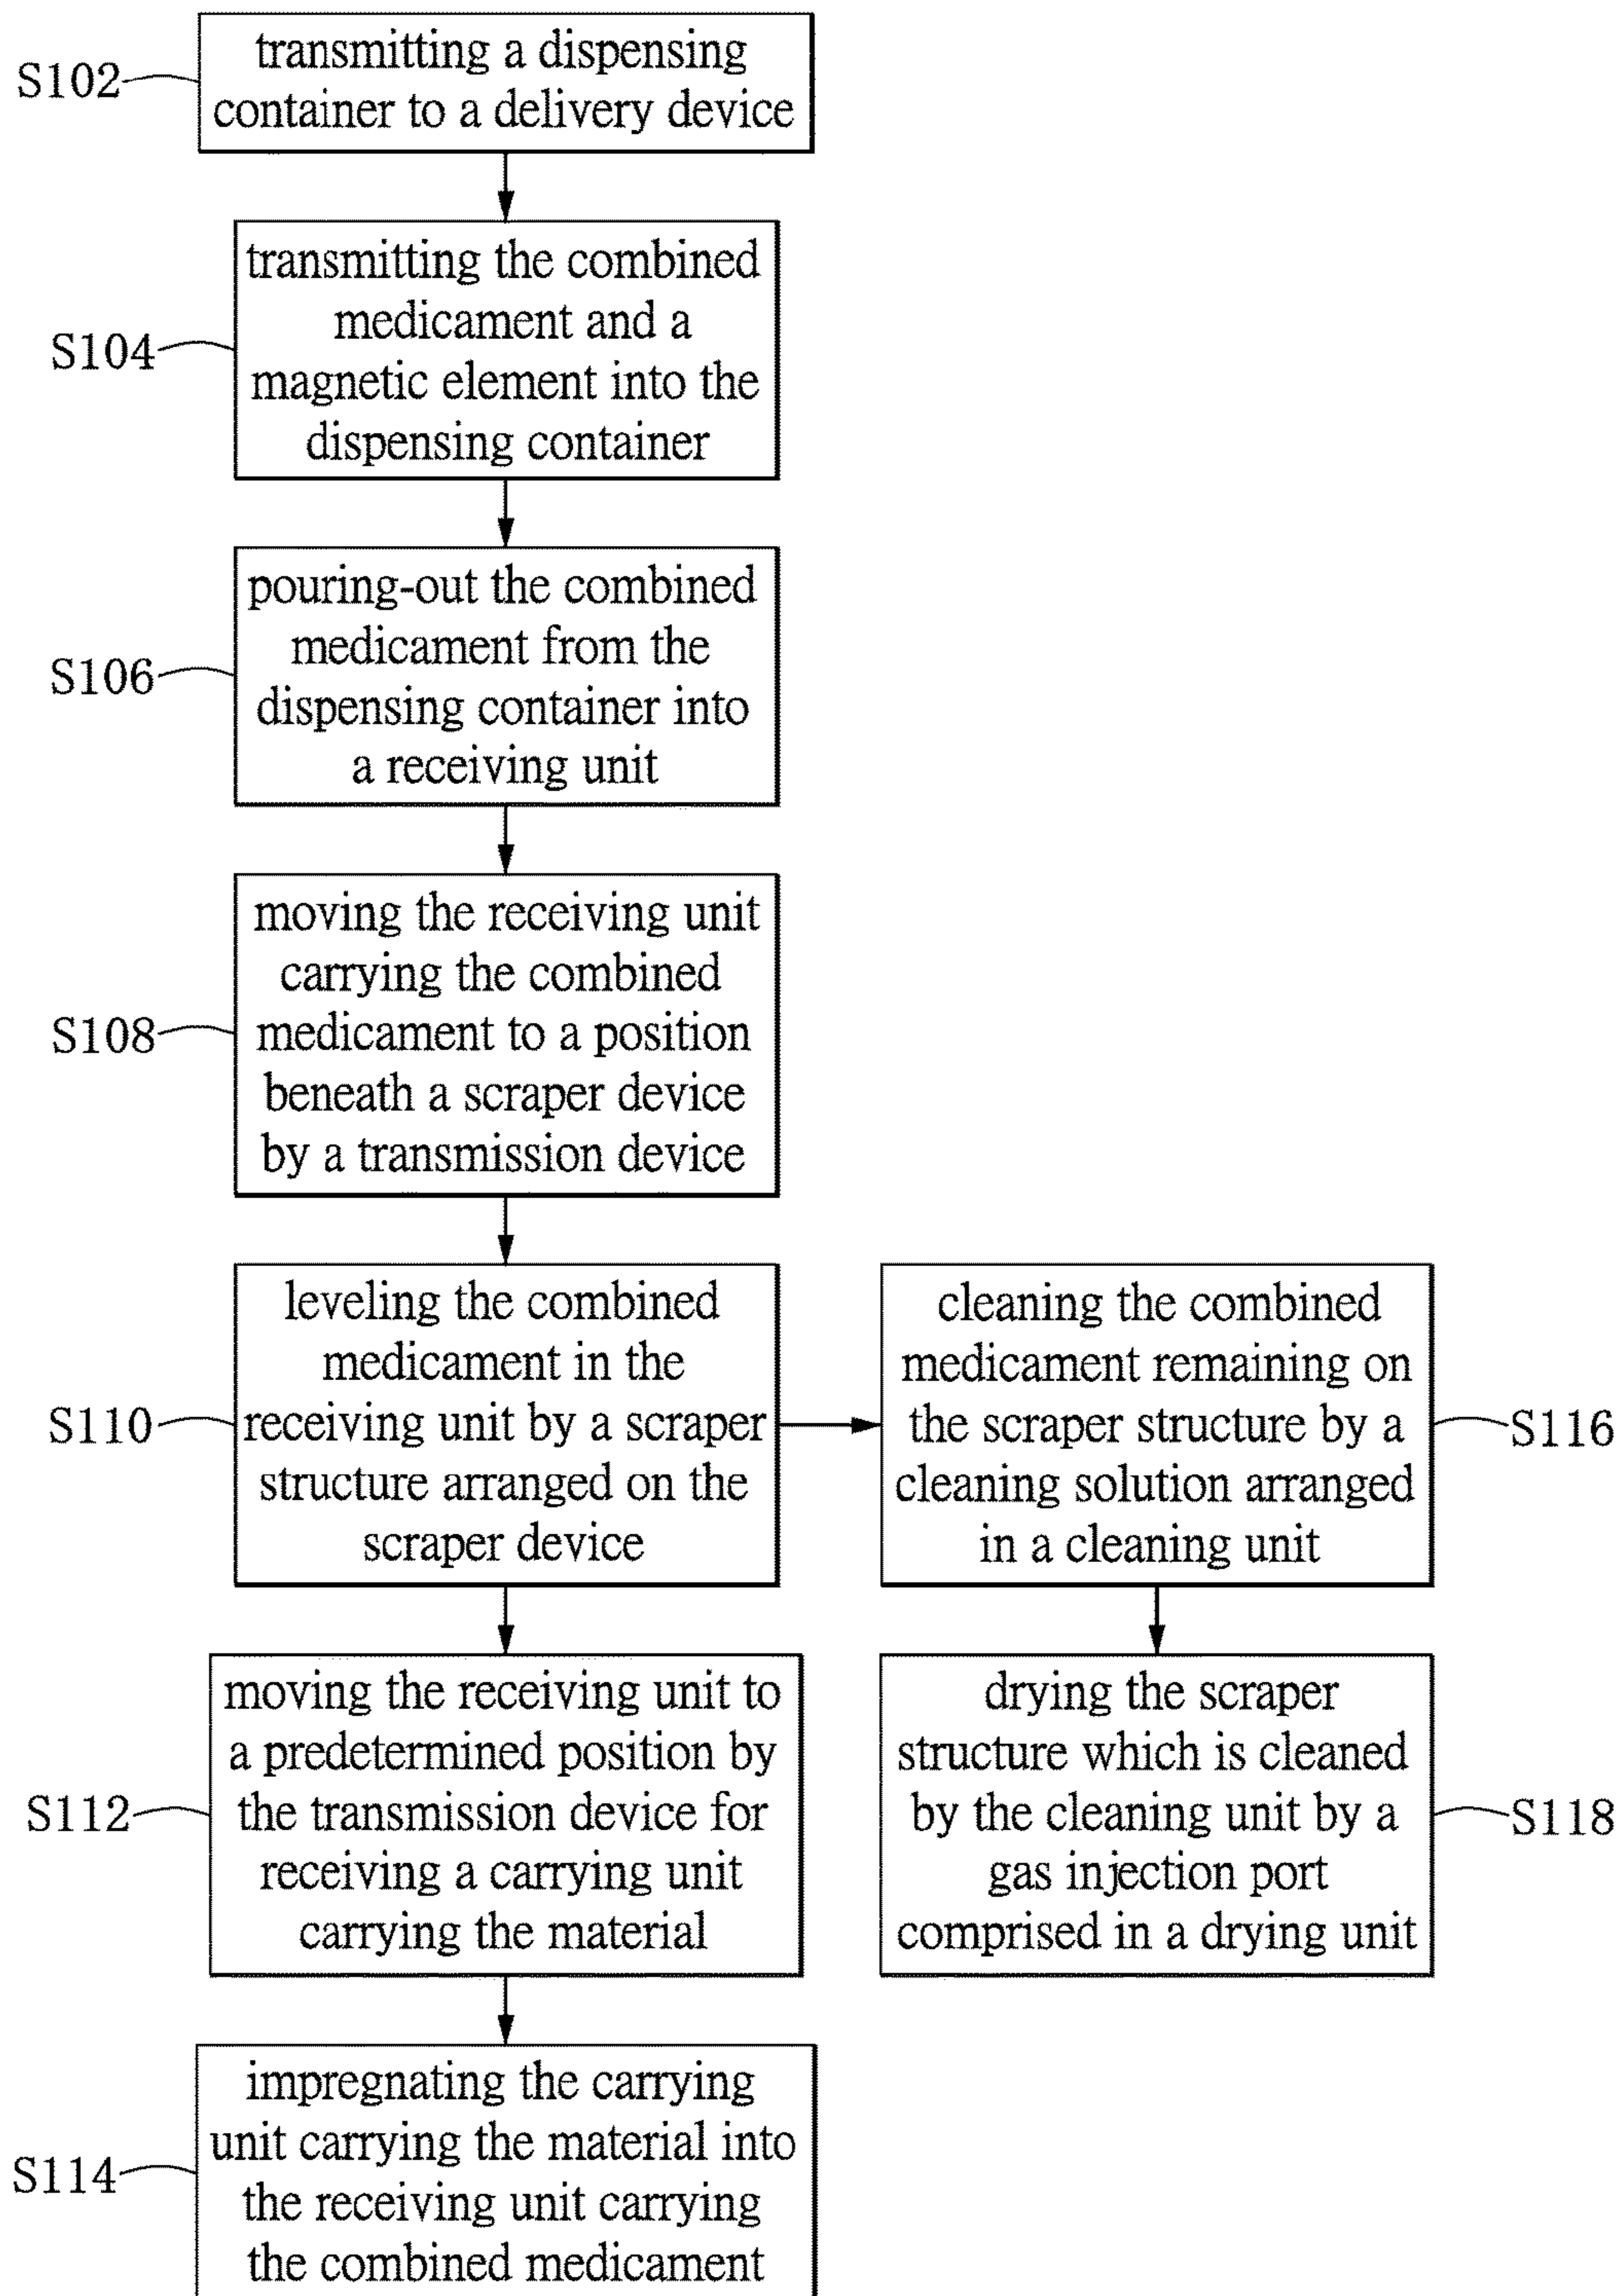 S102
transmitting a dispensing
container to a delivery device
S104
transmitting the combined
medicament and a
magnetic element into the
dispensing container
S106
pouring-out the combined
medicament from the
dispensing container into
a receiving unit
S108
moving the receiving unit
carrying the combined
medicament to a position
beneath a scraper device
by a transmission device
S110
leveling the combined
medicament in the
receiving unit by a scraper
structure arranged on the
scraper device
cleaning the combined
medicament remaining on
the scraper structure by a
cleaning solution arranged
in a cleaning unit
S116
S112
moving the receiving unit to
a predetermined position by
the transmission device for
receiving a carrying unit
carrying the material
drying the scraper
structure which is cleaned
by the cleaning unit by a
gas injection port
comprised in a drying unit
S118
S114
impregnating the carrying
unit carrying the material into
the receiving unit carrying
the combined medicament